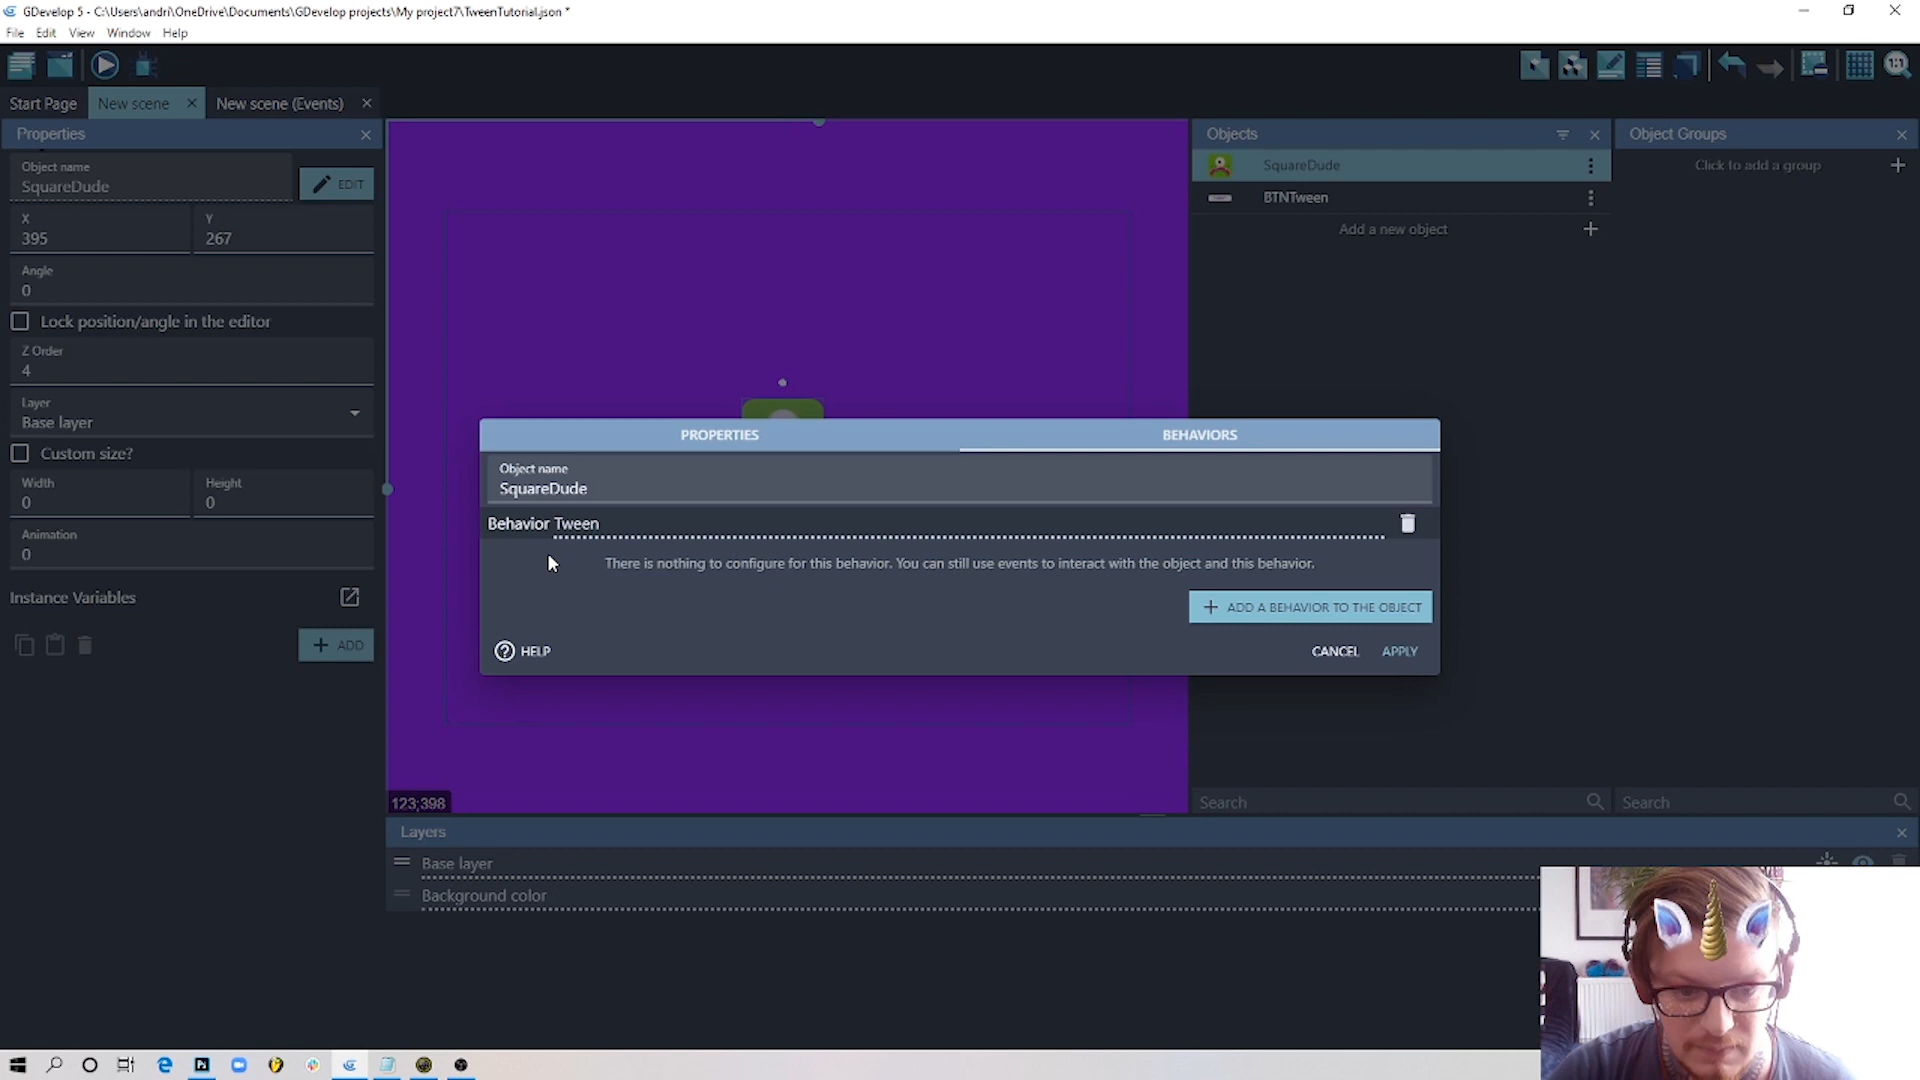 GDevelop 5 - C:\Users\andri\OneDrive\Documents\GDevelop projects\My project7\TweenTutorial.json *
File Edit View Window Help
1:1
Start Page New scene × New scene (Events) ×
Properties
Object name
SquareDude
EDIT
X Y
395 267
Angle
0
Lock position/angle in the editor
Z Order
4
Layer
Base layer
Custom size?
Width Height
0 0
Animation
0
Instance Variables
ADD
PROPERTIES BEHAVIORS
Object name
SquareDude
Behavior Tween
There is nothing to configure for this behavior. You can still use events to interact with the object and this behavior.
+ ADD A BEHAVIOR TO THE OBJECT
HELP
CANCEL APPLY
123;398
Objects
SquareDude
BTNTween
Add a new object
Search
Object Groups
Click to add a group
Search
Layers
Base layer
Background color